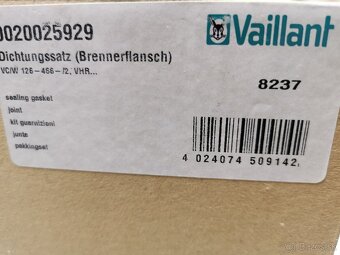 0020025929
Vaillant
Dichtungssatz (Brennerflansch)
VC/W 126-466-/2, VHR...
8237
sealing gasket
joint
kit guarnizioni
junta
pakkingset
4 024074 509142